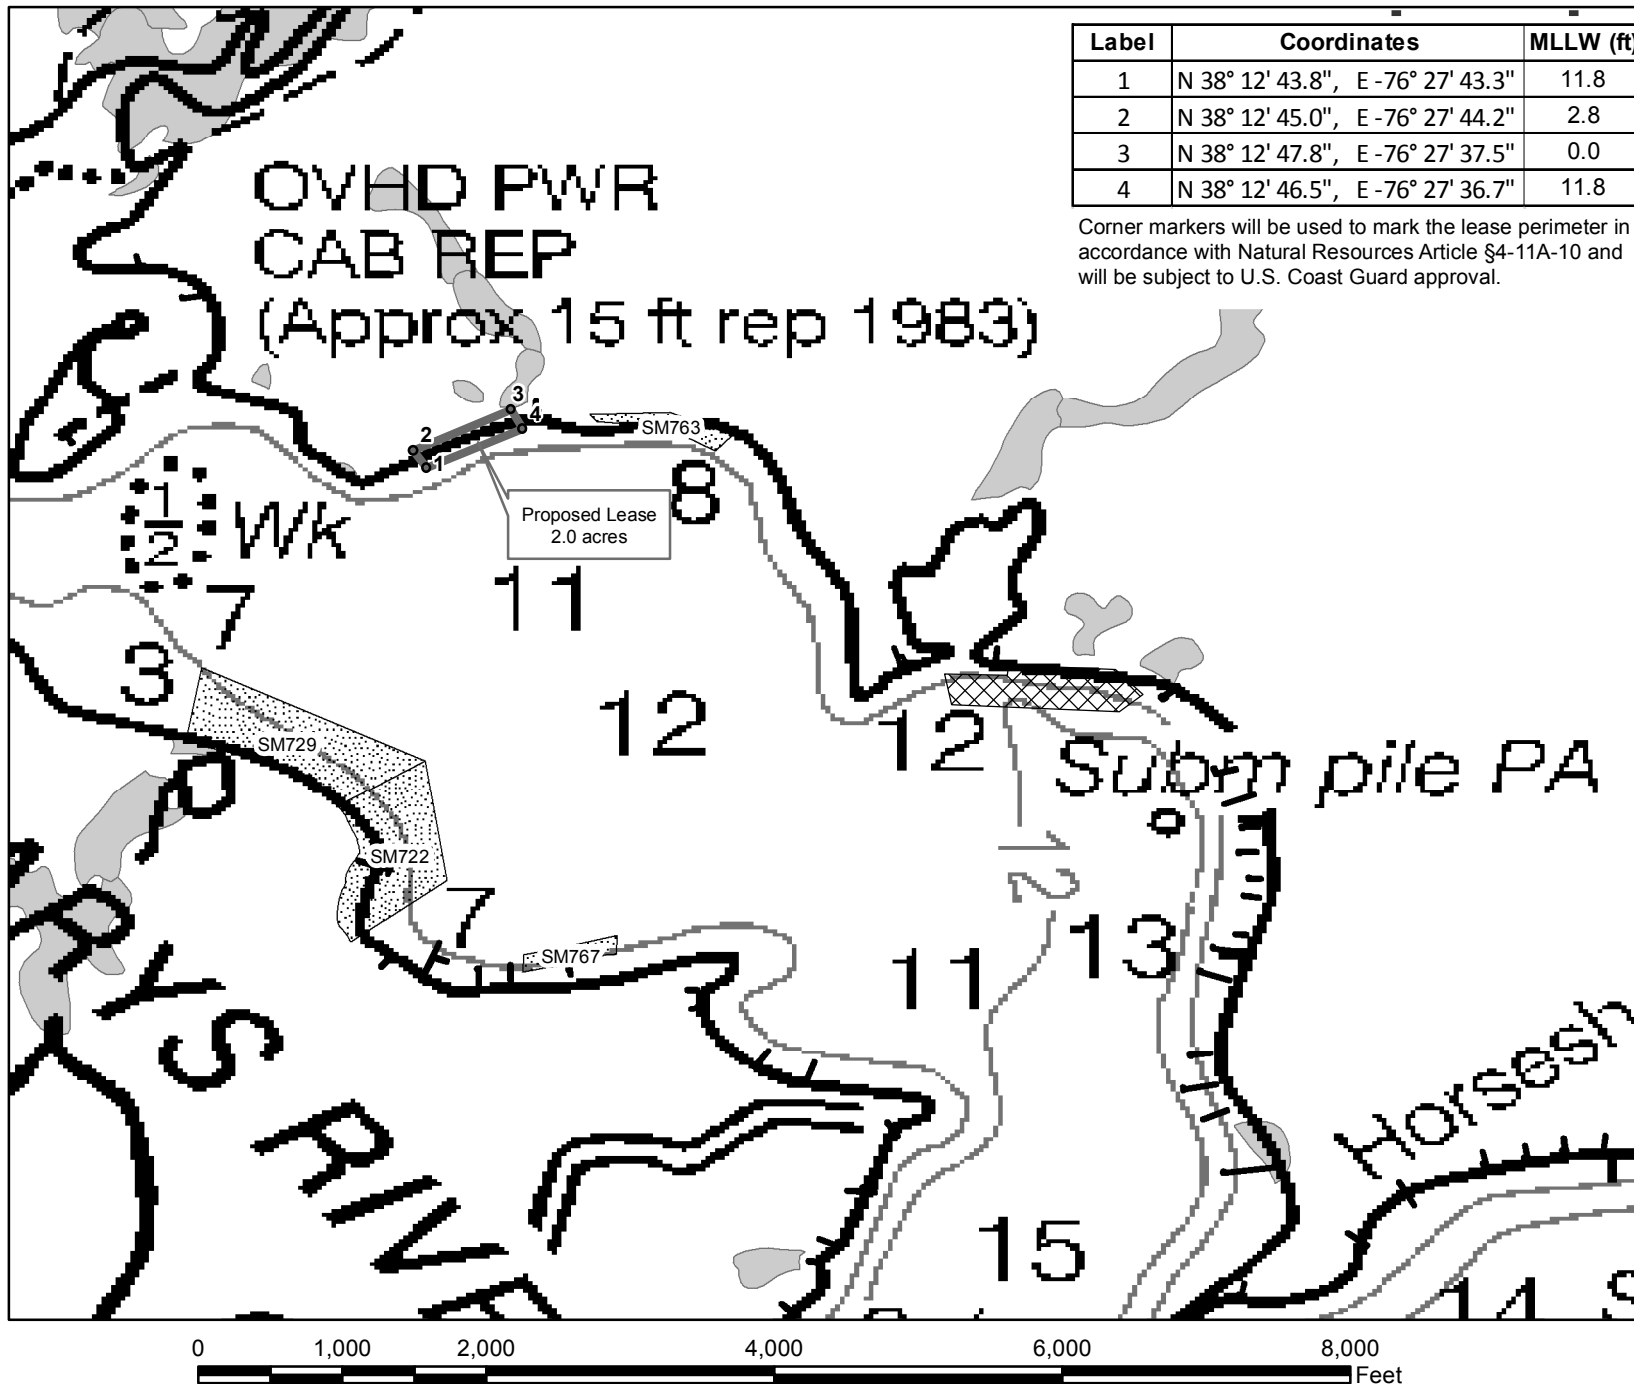 Label Coordinates MLLW (ft)
1 N 38° 12' 43.8", E -76° 27' 43.3" 11.8
2 N 38° 12' 45.0", E -76° 27' 44.2" 2.8
3 N 38° 12' 47.8", E -76° 27' 37.5" 0.0
4 N 38° 12' 46.5", E -76° 27' 36.7" 11.8
Corner markers will be used to mark the lease perimeter in
accordance with Natural Resources Article §4-11A-10 and
will be subject to U.S. Coast Guard approval.
OVHD PWR
CAB REP
(Approx 15 ft rep 1983)
3
4
2
1
SM763
8
Proposed Lease
2.0 acres
1
2
Wk
11
7
3
12
12
SM729
Subm pile PA
SM722
12
7
13
SM767
11
RYS RIVE
Horsesh
15
14 S
0 1,000 2,000 4,000 6,000 8,000
Feet